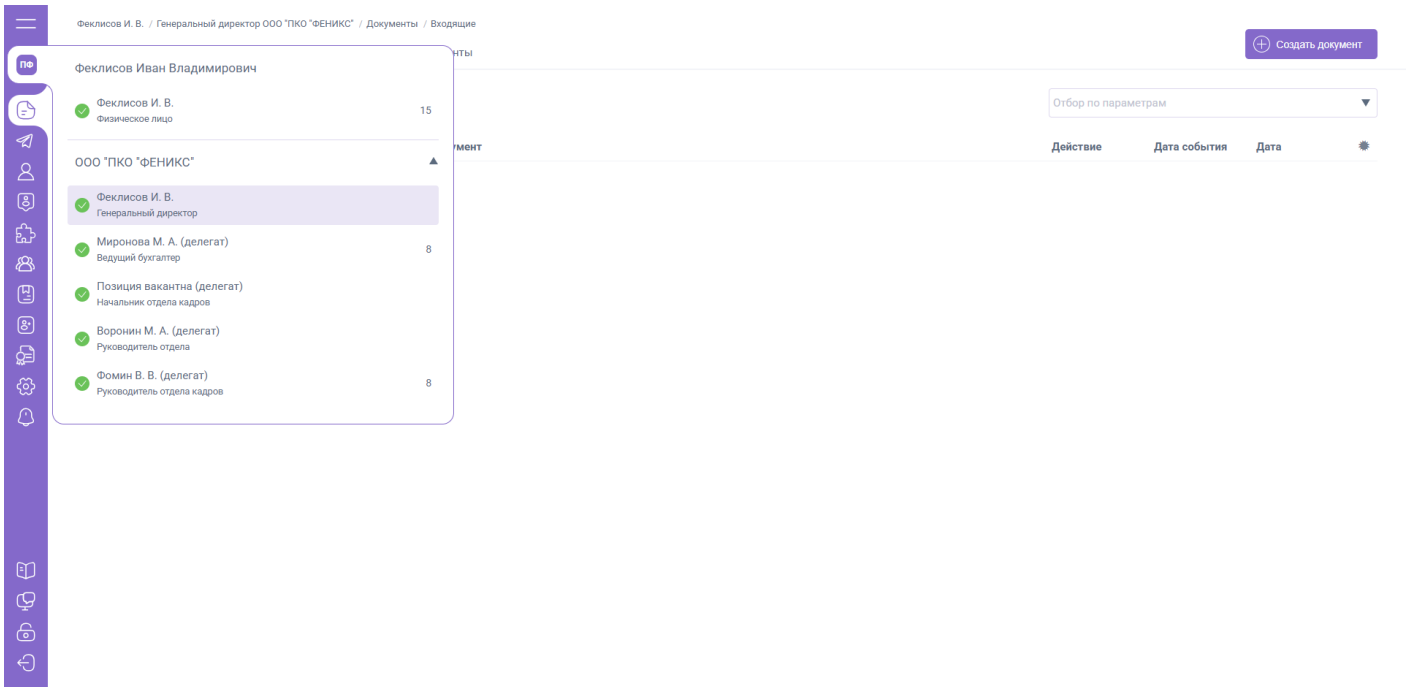 Феклисов И. В. / Генеральный директор ООО "ПКО "ФЕНИКС" / Документы / Входящие
нты
Создать документ
ПФ
Феклисов Иван Владимирович
Феклисов И. В.
Физическое лицо
15
Отбор по параметрам
умент
Действие
Дата события
Дата
ООО "ПКО "ФЕНИКС"
Феклисов И. В.
Генеральный директор
Миронова М. А. (делегат)
Ведущий бухгалтер
8
Позиция вакантна (делегат)
Начальник отдела кадров
Воронин М. А. (делегат)
Руководитель отдела
Фомин В. В. (делегат)
Руководитель отдела кадров
8